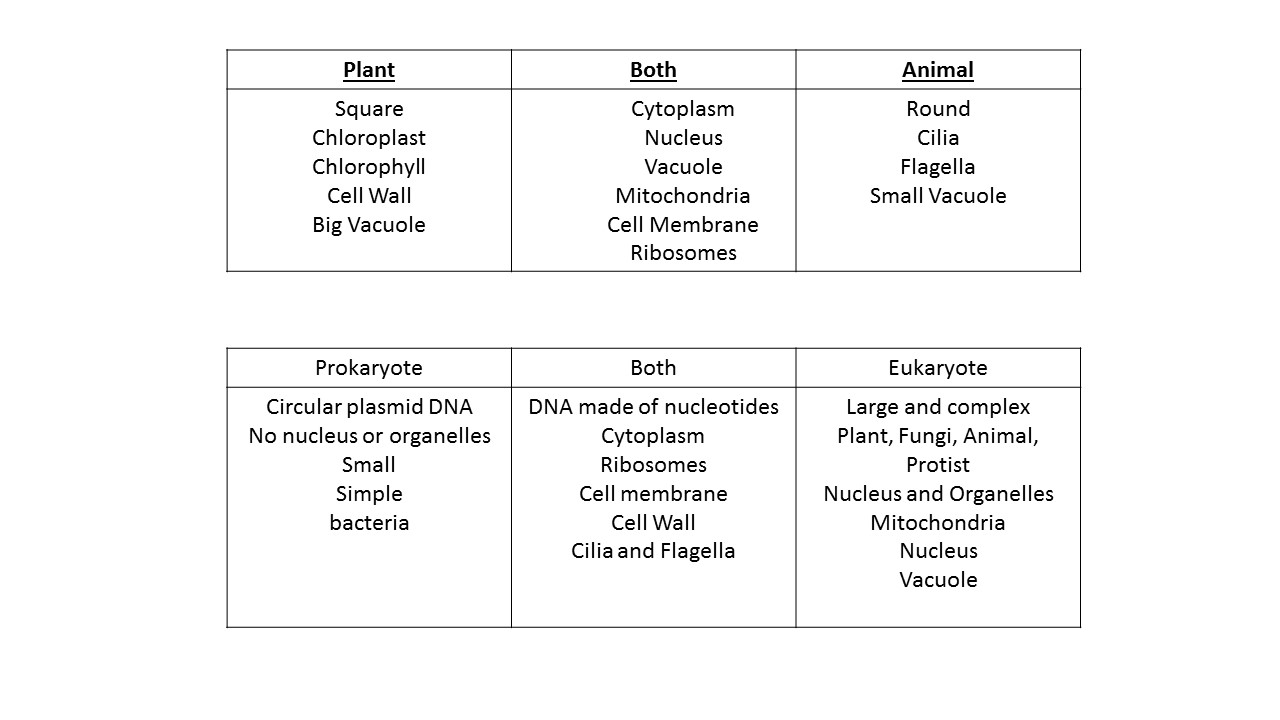 Plant
Both
Animal
Square
Chloroplast
Chlorophyll
Cell Wall
Big Vacuole
Cytoplasm
Nucleus
Vacuole
Mitochondria
Cell Membrane
Ribosomes
Round
Cilia
Flagella
Small Vacuole
Prokaryote
Both
Eukaryote
Circular plasmid DNA
No nucleus or organelles
Small
Simple
bacteria
DNA made of nucleotides
Cytoplasm
Ribosomes
Cell membrane
Cell Wall
Cilia and Flagella
Large and complex
Plant, Fungi, Animal,
Protist
Nucleus and Organelles
Mitochondria
Nucleus
Vacuole